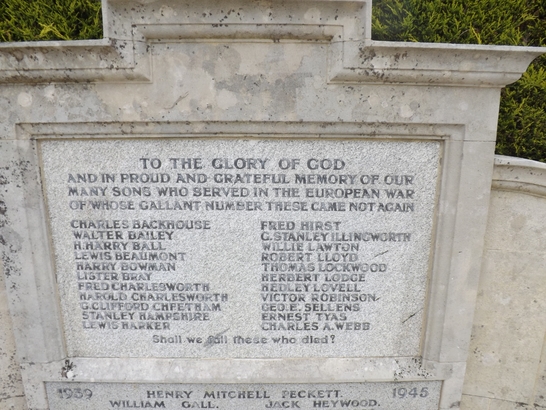 TO THE GLORY OF GOD
AND IN PROUD AND GRATEFUL MEMORY OF OUR
MANY SONS WHO SERVED IN THE EUROPEAN WAR
OF WHOSE GALLANT NUMBER THESE CAME NOT AGAIN
CHARLES BACKHOUSE
WALTER BAILEY
H. HARRY BALL
LEWIS BEAUMONT
HARRY BOWMAN
LISTER BRAY
FRED CHARLESWORTH
HAROLD CHARLESWORTH
G. CLIFFORD CHEETHAM
STANLEY HAMPSHIRE
LEWIS HARKER
FRED HIRST
G. STANLEY ILLINGWORTH
WILLIE LAWTON
ROBERT LLOYD
THOMAS LOCKWOOD
HERBERT LODGE
HEDLEY LOVELL
VICTOR ROBINSON
GEO. E. SELLENS
ERNEST TYAS
CHARLES A. WEBB
Shall we fail these who died?
1939 HENRY MITCHELL PECKETT. 1945
WILLIAM GALL. JACK HEYWOOD.